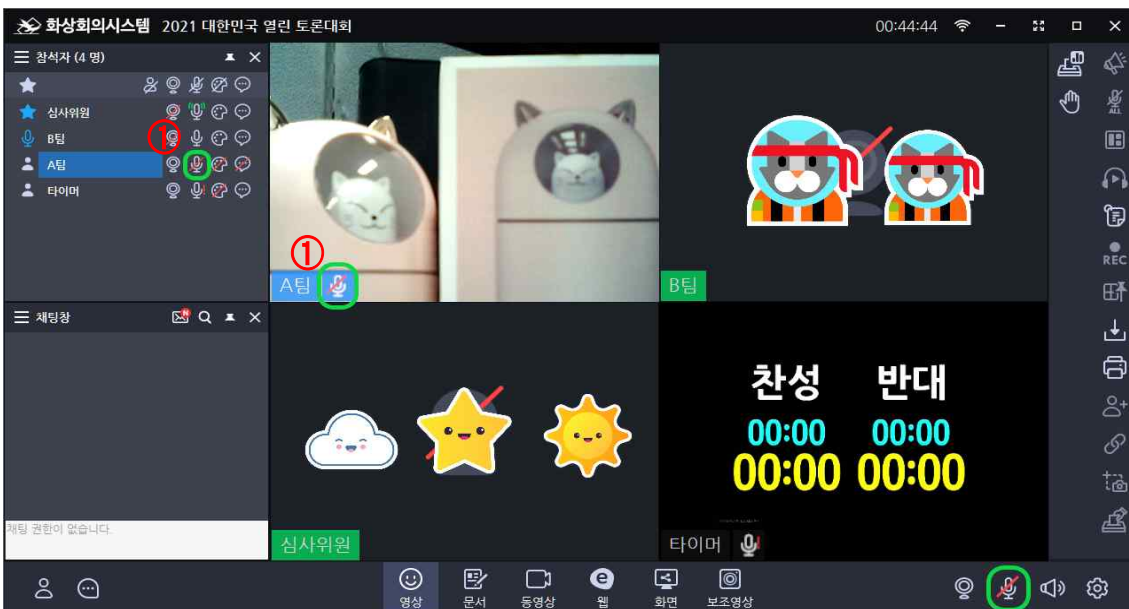 화상회의시스템 2021 대한민국 열린 토론대회
00:44:44
참석자 (4 명)
심사위원
B팀
①
A팀
타이머
①
A팀
B팀
채팅창
N
채팅 권한이 없습니다.
찬성 반대
00:00 00:00
00:00 00:00
심사위원
타이머
ALL
REC
영상
문서
동영상
e
웹
화면
보조영상